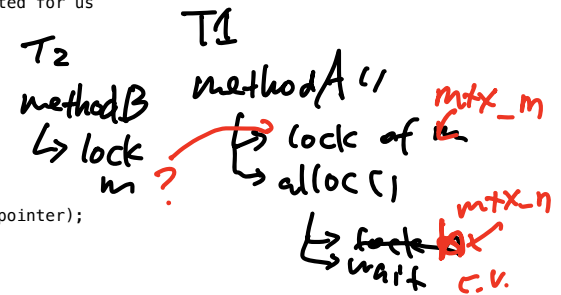 ted for us
T2
methodB
↳ lock
m ?
T1
methodA()
mtx_m
→ lock of m
→ alloc()
mtx_n
→ lock
→ wait
c.v.
pointer);